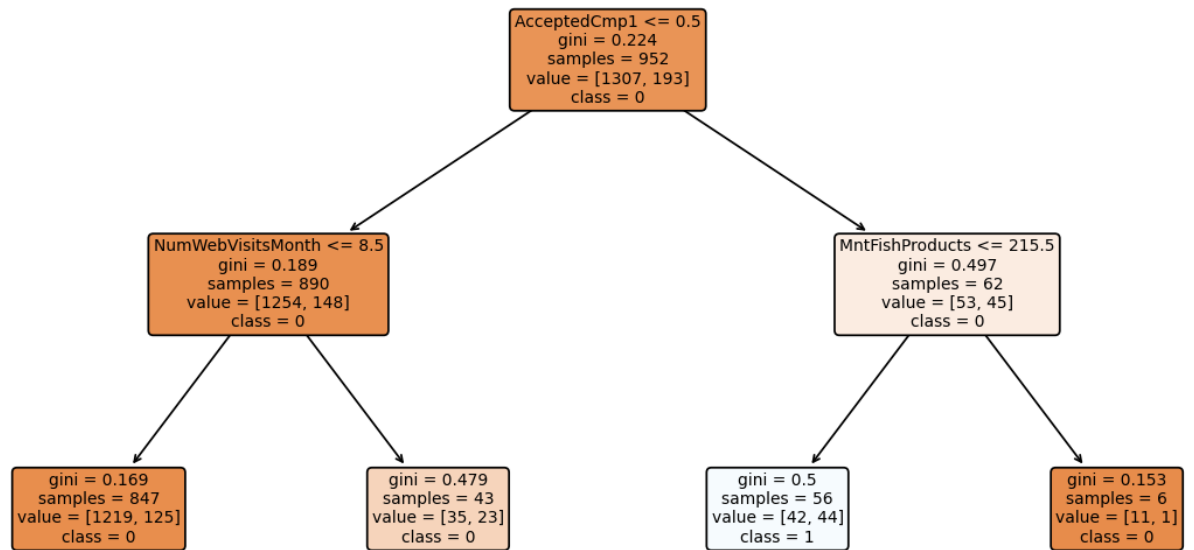 AcceptedCmp1 <= 0.5
gini = 0.224
samples = 952
value = [1307, 193]
class = 0
NumWebVisitsMonth <= 8.5
gini = 0.189
samples = 890
value = [1254, 148]
class = 0
MntFishProducts <= 215.5
gini = 0.497
samples = 62
value = [53, 45]
class = 0
gini = 0.169
samples = 847
value = [1219, 125]
class = 0
gini = 0.479
samples = 43
value = [35, 23]
class = 0
gini = 0.5
samples = 56
value = [42, 44]
class = 1
gini = 0.153
samples = 6
value = [11, 1]
class = 0